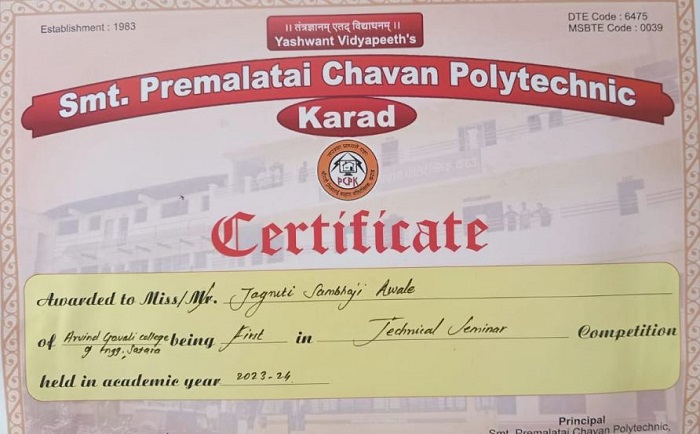 Establishment : 1983
DTE Code : 6475
MSBTE Code : 0039
।। तंत्रज्ञानम् एतद् विद्याधनम् ।।
Yashwant Vidyapeeth's
Smt. Premalatai Chavan Polytechnic
Karad
PCPK
Certificate
Awarded to Miss/Mr. Jagruti Sambhaji Awale
of Arvind Gavali college of Engg. Satara being First in Technical Seminar Competition
held in academic year 2023-24
Principal
Smt. Premalatai Chavan Polytechnic,